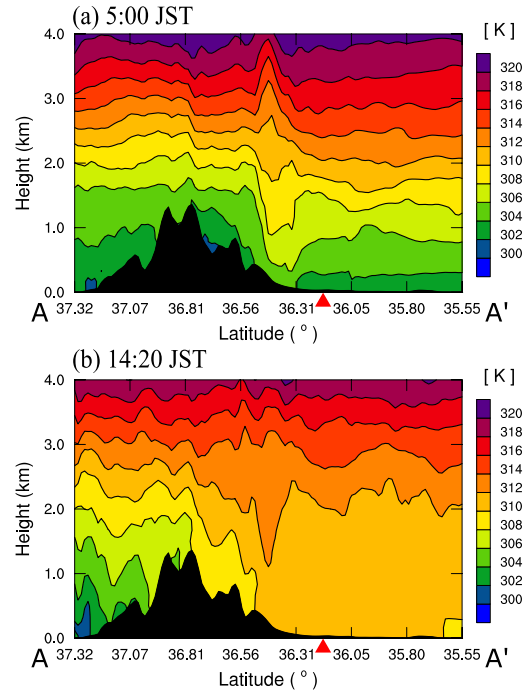 (a) 5:00 JST
[ K ]
4.0
3.0
2.0
1.0
0.0
Height (km)
320
318
316
314
312
310
308
306
304
302
300
37.32 37.07 36.81 36.56 36.31 36.05 35.80 35.55
A A'
Latitude ( ° )
(b) 14:20 JST
[ K ]
4.0
3.0
2.0
1.0
0.0
Height (km)
320
318
316
314
312
310
308
306
304
302
300
37.32 37.07 36.81 36.56 36.31 36.05 35.80 35.55
A A'
Latitude ( ° )